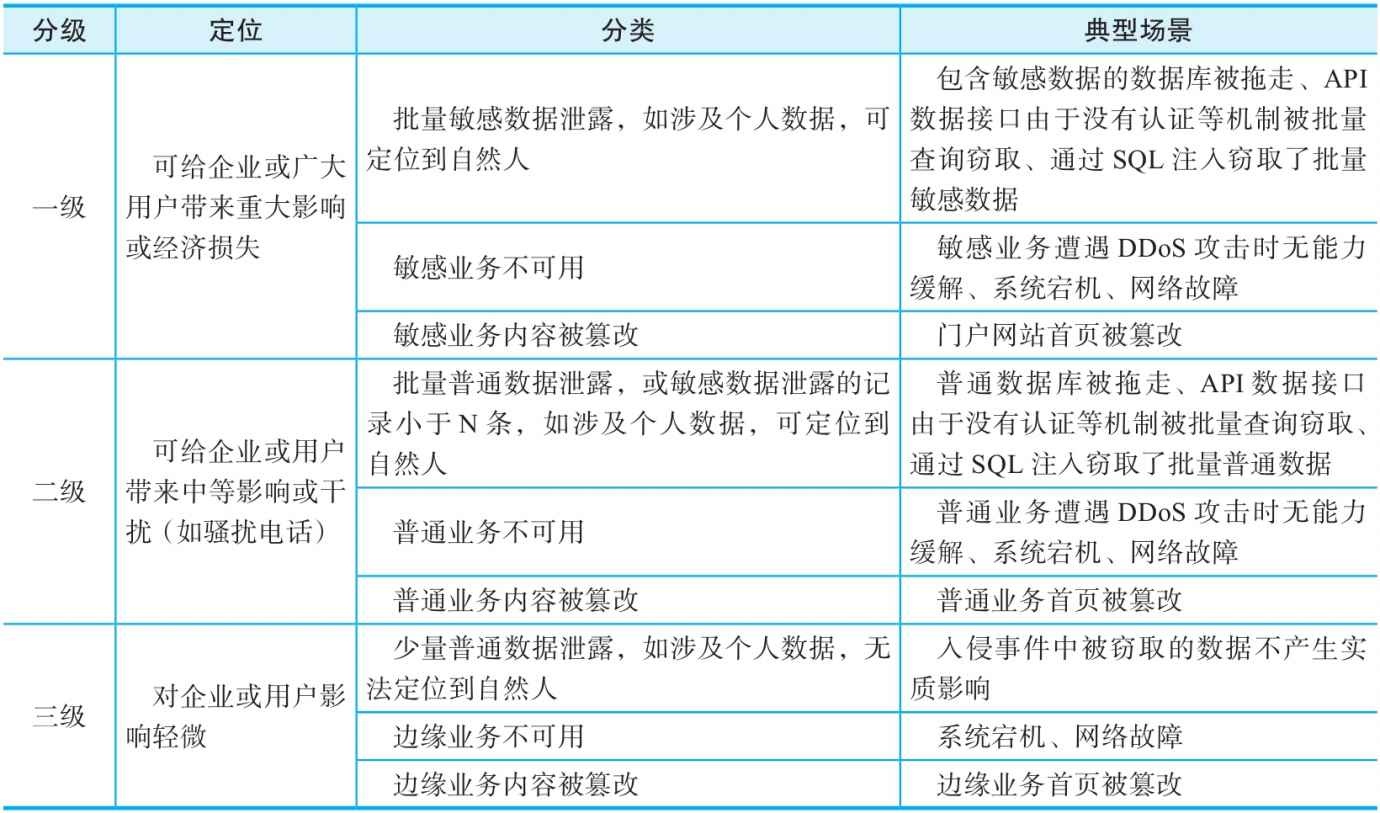 分级 定位 分类 典型场景
一级
可给企业或广大
用户带来重大影响
或经济损失
批量敏感数据泄露，如涉及个人数据，可
定位到自然人
包含敏感数据的数据库被拖走、API
数据接口由于没有认证等机制被批量
查询窃取、通过 SQL 注入窃取了批量
敏感数据
敏感业务不可用
敏感业务遭遇 DDoS 攻击时无能力
缓解、系统宕机、网络故障
敏感业务内容被篡改
门户网站首页被篡改
二级
可给企业或用户
带来中等影响或干
扰（如骚扰电话）
批量普通数据泄露，或敏感数据泄露的记
录小于 N 条，如涉及个人数据，可定位到
自然人
普通数据库被拖走、API 数据接口
由于没有认证等机制被批量查询窃取、
通过 SQL 注入窃取了批量普通数据
普通业务不可用
普通业务遭遇 DDoS 攻击时无能力
缓解、系统宕机、网络故障
普通业务内容被篡改
普通业务首页被篡改
三级
对企业或用户影
响轻微
少量普通数据泄露，如涉及个人数据，无
法定位到自然人
入侵事件中被窃取的数据不产生实
质影响
边缘业务不可用
系统宕机、网络故障
边缘业务内容被篡改
边缘业务首页被篡改